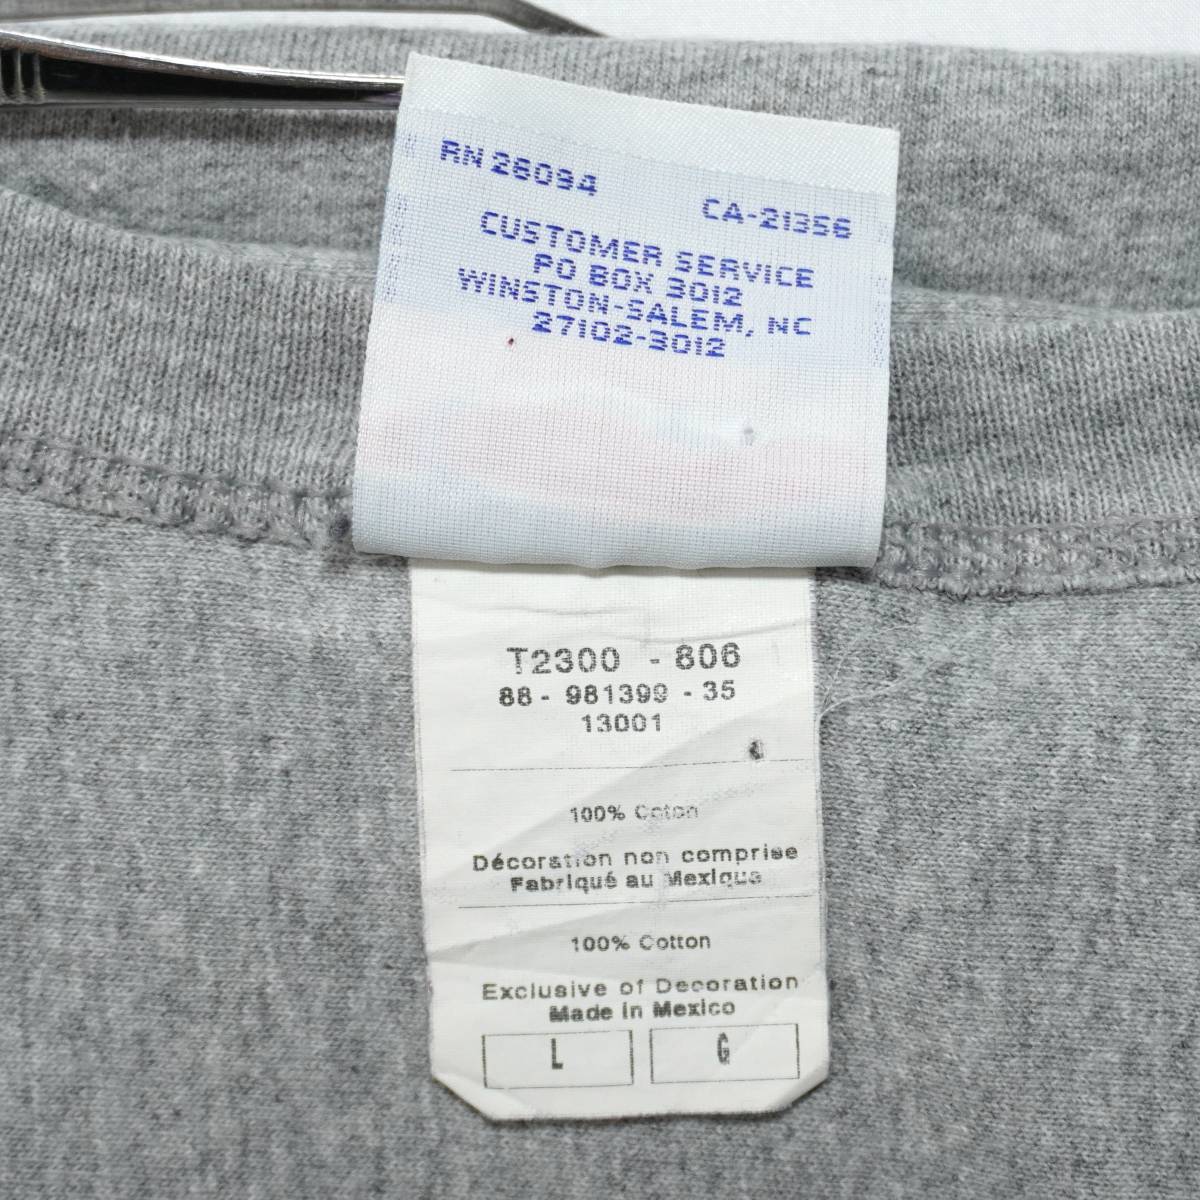 RN 26094
CA-21356
CUSTOMER SERVICE
PO BOX 3012
WINSTON-SALEM, NC
27102-3012
T2300 - 806
88 - 981399 - 35
13001
100% Coton
Décoration non comprise
Fabriqué au Mexique
100% Cotton
Exclusive of Decoration
Made in Mexico
L G